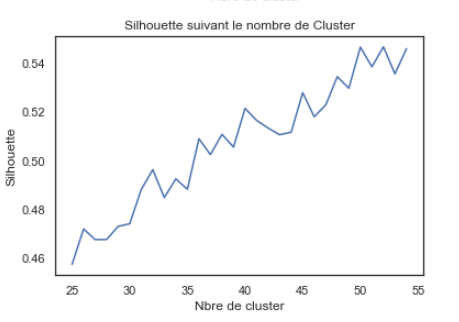 Silhouette suivant le nombre de Cluster
0.54
0.52
0.50
0.48
0.46
Silhouette
25 30 35 40 45 50 55
Nbre de cluster